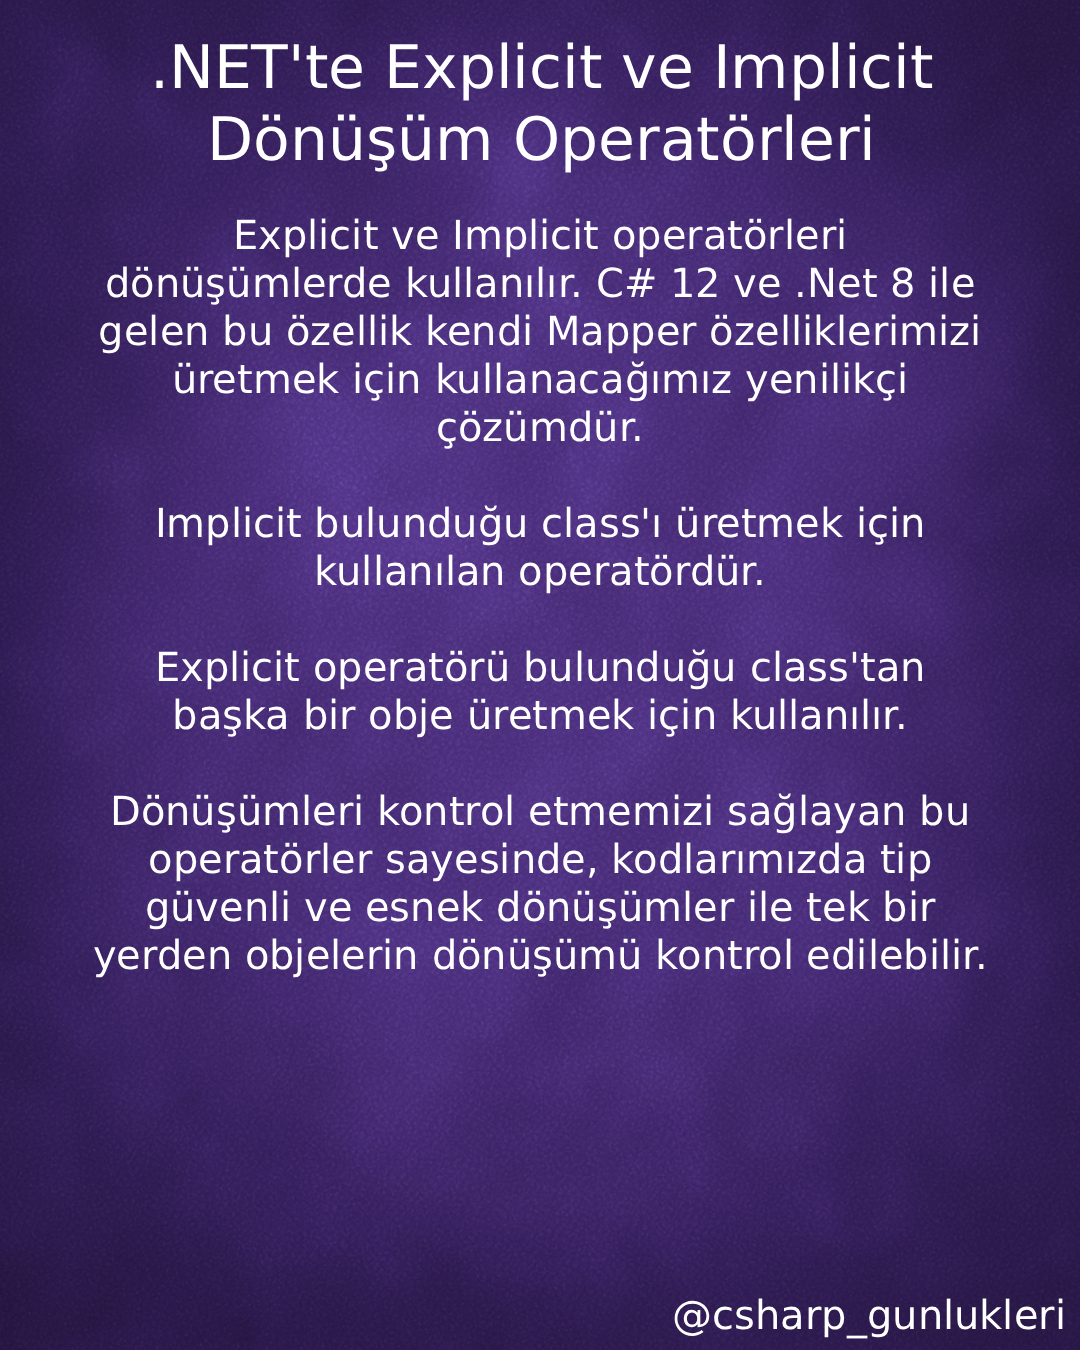 .NET'te Explicit ve Implicit
Dönüşüm Operatörleri
Explicit ve Implicit operatörleri
dönüşümlerde kullanılır. C# 12 ve .Net 8 ile
gelen bu özellik kendi Mapper özelliklerimizi
üretmek için kullanacağımız yenilikçi
çözümdür.
Implicit bulunduğu class'ı üretmek için
kullanılan operatördür.
Explicit operatörü bulunduğu class'tan
başka bir obje üretmek için kullanılır.
Dönüşümleri kontrol etmemizi sağlayan bu
operatörler sayesinde, kodlarımızda tip
güvenli ve esnek dönüşümler ile tek bir
yerden objelerin dönüşümü kontrol edilebilir.
@csharp_gunlukleri